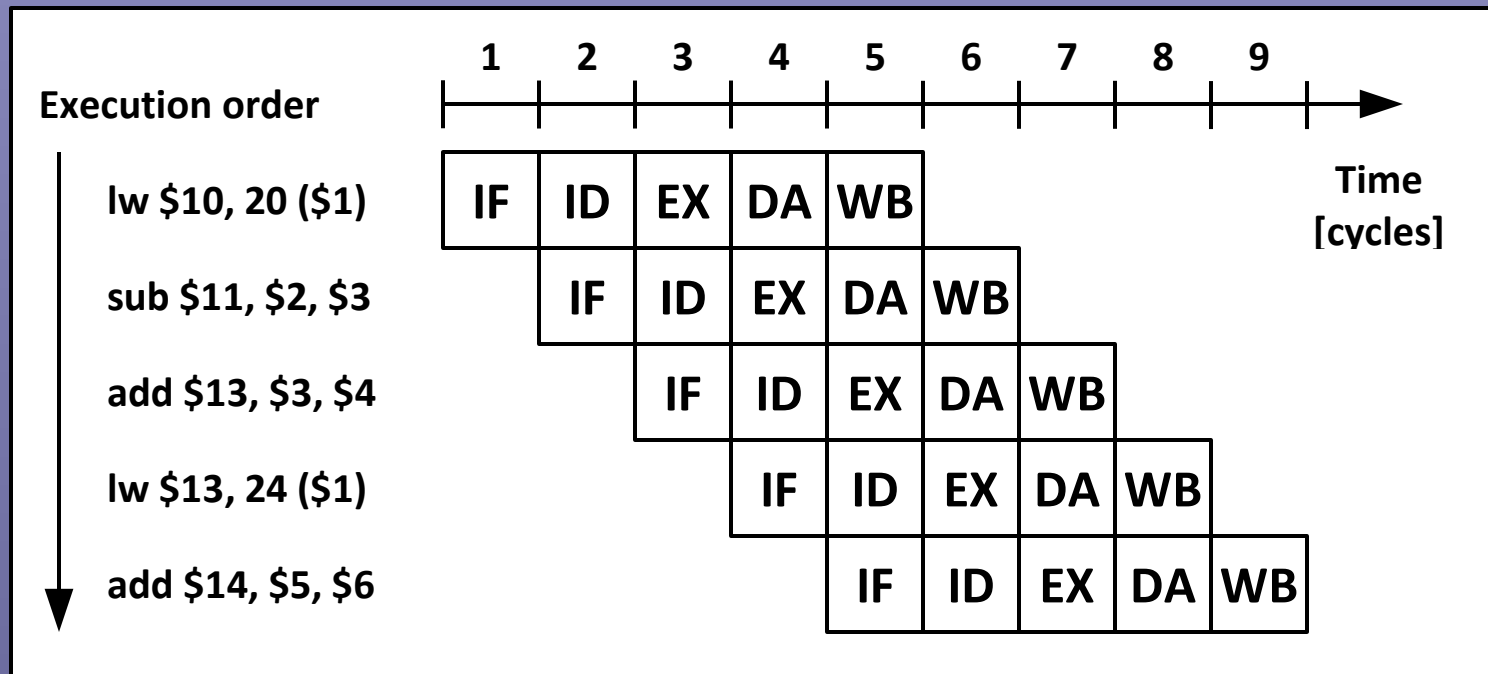 1 2 3 4 5 6 7 8 9
Execution order
Time
[cycles]
lw $10, 20 ($1) IF ID EX DA WB
sub $11, $2, $3 IF ID EX DA WB
add $13, $3, $4 IF ID EX DA WB
lw $13, 24 ($1) IF ID EX DA WB
add $14, $5, $6 IF ID EX DA WB